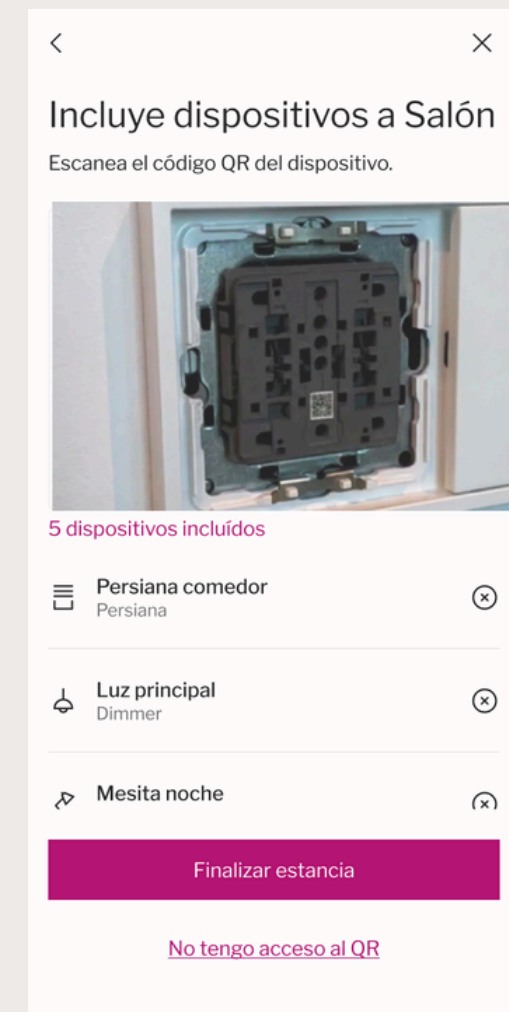 Incluye dispositivos a Salón
Escanea el código QR del dispositivo.
5 dispositivos incluídos
Persiana comedor
Persiana
Luz principal
Dimmer
Mesita noche
Finalizar estancia
No tengo acceso al QR